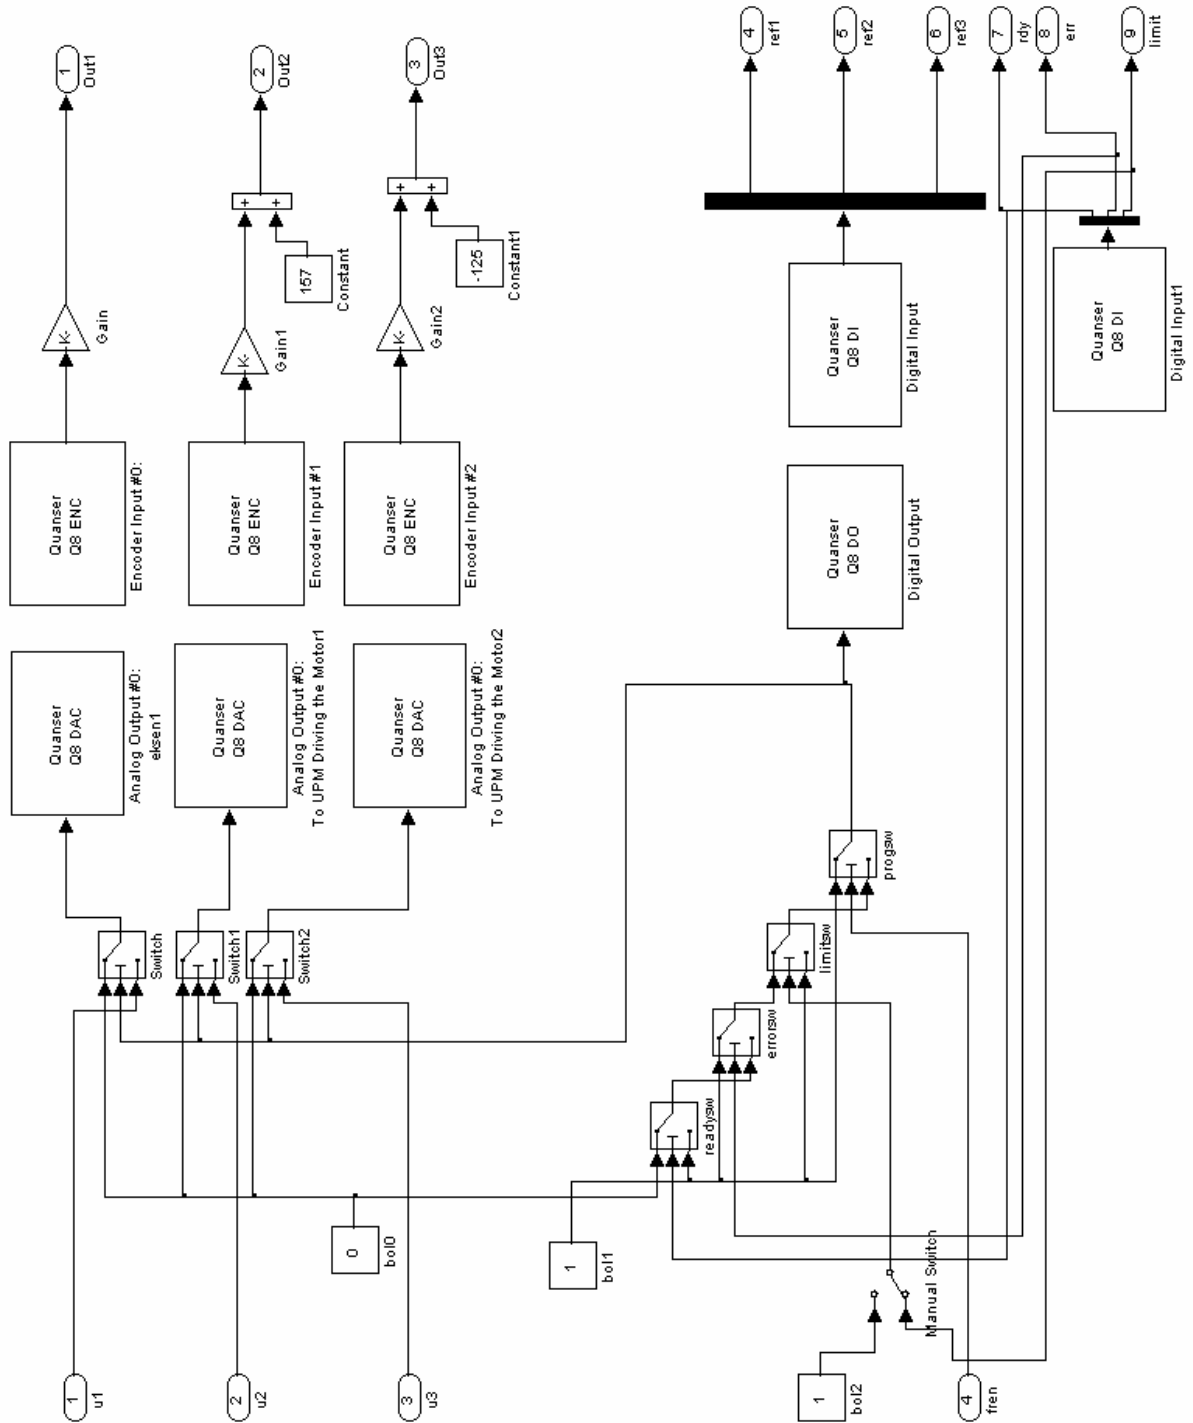 1
u1
2
u2
3
u3
0
bol0
1
bol1
1
bol2
4
fren
Manual Switch
Switch
Switch1
Switch2
readysw
errorsw
limitsw
progsw
Quanser
Q8 DAC
Analog Output #0:
eksen1
Quanser
Q8 DAC
Analog Output #0:
To UPM Driving the Motor1
Quanser
Q8 DAC
Analog Output #0:
To UPM Driving the Motor2
Quanser
Q8 ENC
Encoder Input #0:
Quanser
Q8 ENC
Encoder Input #1
Quanser
Q8 ENC
Encoder Input #2
K-
Gain
K-
Gain1
K-
Gain2
157
Constant
-125
Constant1
+
+
+
+
1
Out1
2
Out2
3
Out3
Quanser
Q8 DO
Digital Output
Quanser
Q8 DI
Digital Input
Quanser
Q8 DI
Digital Input1
4
ref1
5
ref2
6
ref3
7
rdy
8
err
9
limit